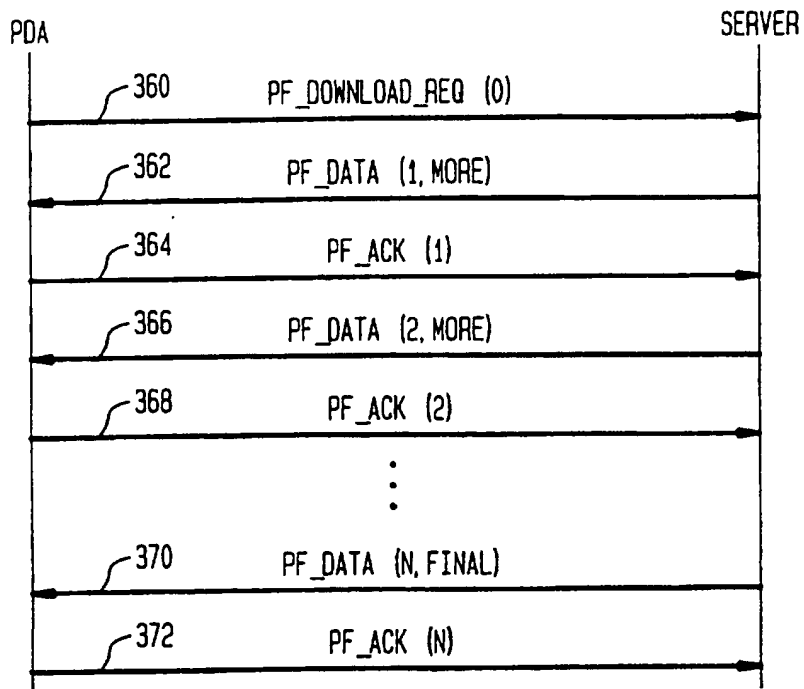 PDA
SERVER
360
PF_DOWNLOAD_REQ (0)
362
PF_DATA (1, MORE)
364
PF_ACK (1)
366
PF_DATA (2, MORE)
368
PF_ACK (2)
370
PF_DATA (N, FINAL)
372
PF_ACK (N)